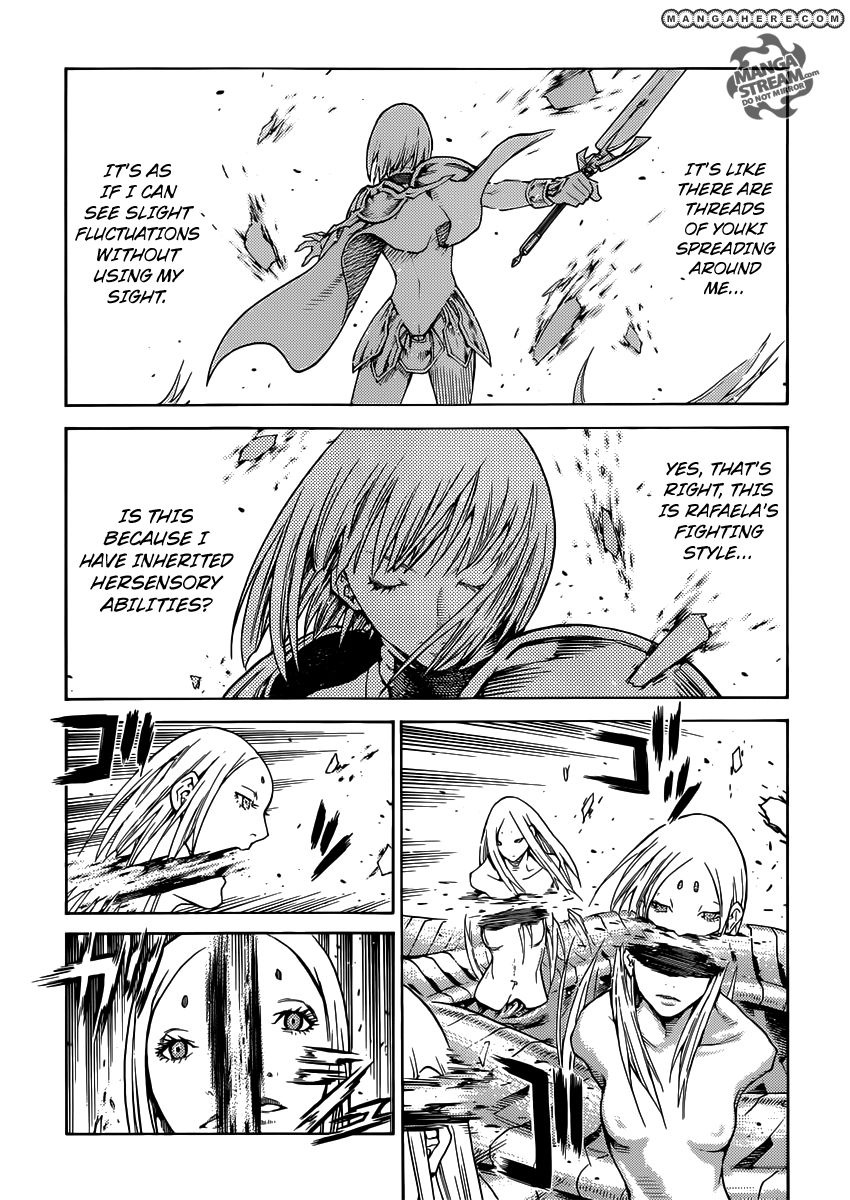 MANGAHERE.COM
MANGA
STREAM.com
DO NOT MIRROR
IT'S LIKE
THERE ARE
THREADS
OF YOUKI
SPREADING
AROUND
ME...
IT'S AS
IF I CAN
SEE SLIGHT
FLUCTUATIONS
WITHOUT
USING MY
SIGHT.
YES, THAT'S
RIGHT, THIS
IS RAFAELA'S
FIGHTING
STYLE...
IS THIS
BECAUSE I
HAVE INHERITED
HERSENSORY
ABILITIES?